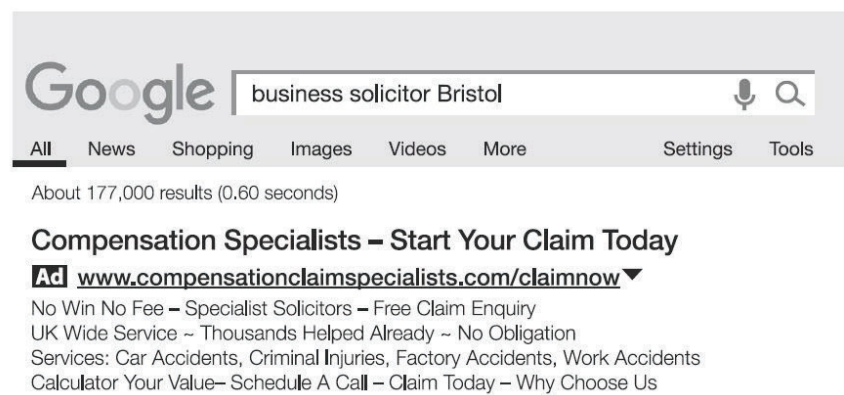 Google business solicitor Bristol
All News Shopping Images Videos More Settings Tools
About 177,000 results (0.60 seconds)
Compensation Specialists – Start Your Claim Today
Ad www.compensationclaimspecialists.com/claimnow
No Win No Fee – Specialist Solicitors – Free Claim Enquiry
UK Wide Service ~ Thousands Helped Already ~ No Obligation
Services: Car Accidents, Criminal Injuries, Factory Accidents, Work Accidents
Calculator Your Value– Schedule A Call – Claim Today – Why Choose Us